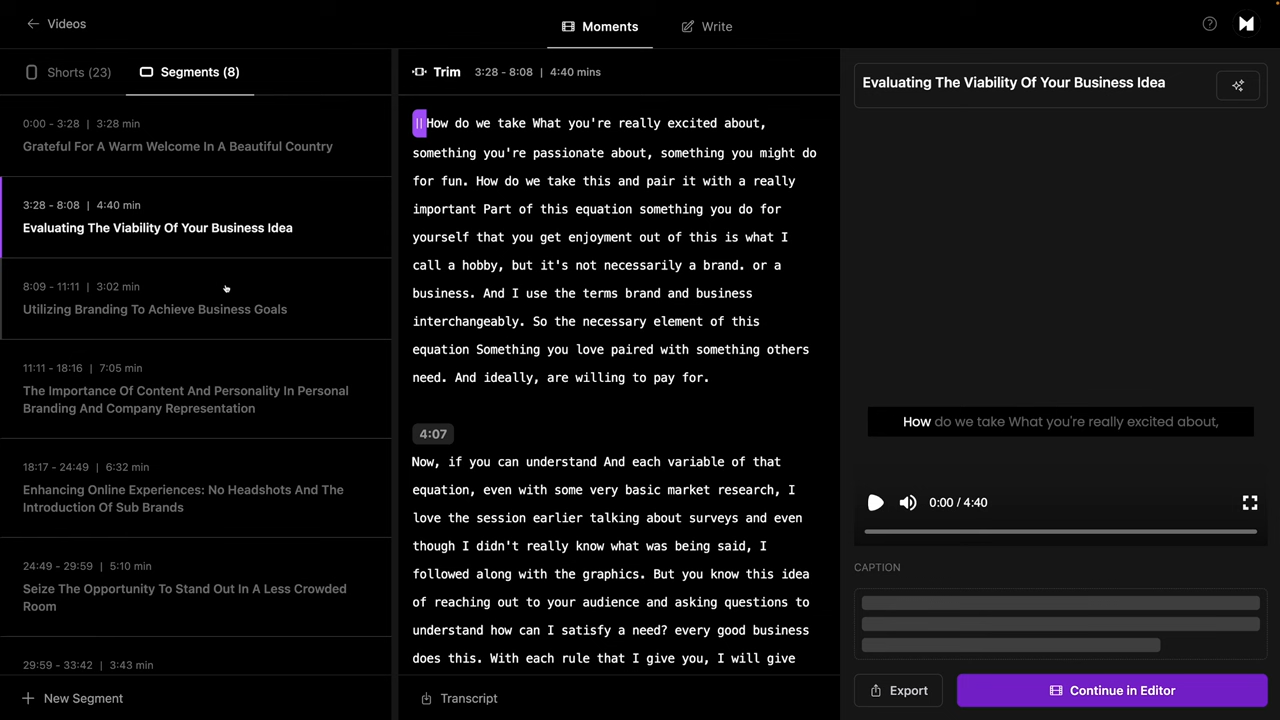 Videos
Moments
Write
Shorts (23)
Segments (8)
0:00 - 3:28 | 3:28 min
Grateful For A Warm Welcome In A Beautiful Country
3:28 - 8:08 | 4:40 min
Evaluating The Viability Of Your Business Idea
8:09 - 11:11 | 3:02 min
Utilizing Branding To Achieve Business Goals
11:11 - 18:16 | 7:05 min
The Importance Of Content And Personality In Personal
Branding And Company Representation
18:17 - 24:49 | 6:32 min
Enhancing Online Experiences: No Headshots And The
Introduction Of Sub Brands
24:49 - 29:59 | 5:10 min
Seize The Opportunity To Stand Out In A Less Crowded
Room
29:59 - 33:42 | 3:43 min
New Segment
Trim 3:28 - 8:08 | 4:40 mins
How do we take What you're really excited about,
something you're passionate about, something you might do
for fun. How do we take this and pair it with a really
important Part of this equation something you do for
yourself that you get enjoyment out of this is what I
call a hobby, but it's not necessarily a brand. or a
business. And I use the terms brand and business
interchangeably. So the necessary element of this
equation Something you love paired with something others
need. And ideally, are willing to pay for.
4:07
Now, if you can understand And each variable of that
equation, even with some very basic market research, I
love the session earlier talking about surveys and even
though I didn't really know what was being said, I
followed along with the graphics. But you know this idea
of reaching out to your audience and asking questions to
understand how can I satisfy a need? every good business
does this. With each rule that I give you, I will give
Transcript
Evaluating The Viability Of Your Business Idea
How do we take What you're really excited about,
0:00 / 4:40
CAPTION
Export
Continue in Editor